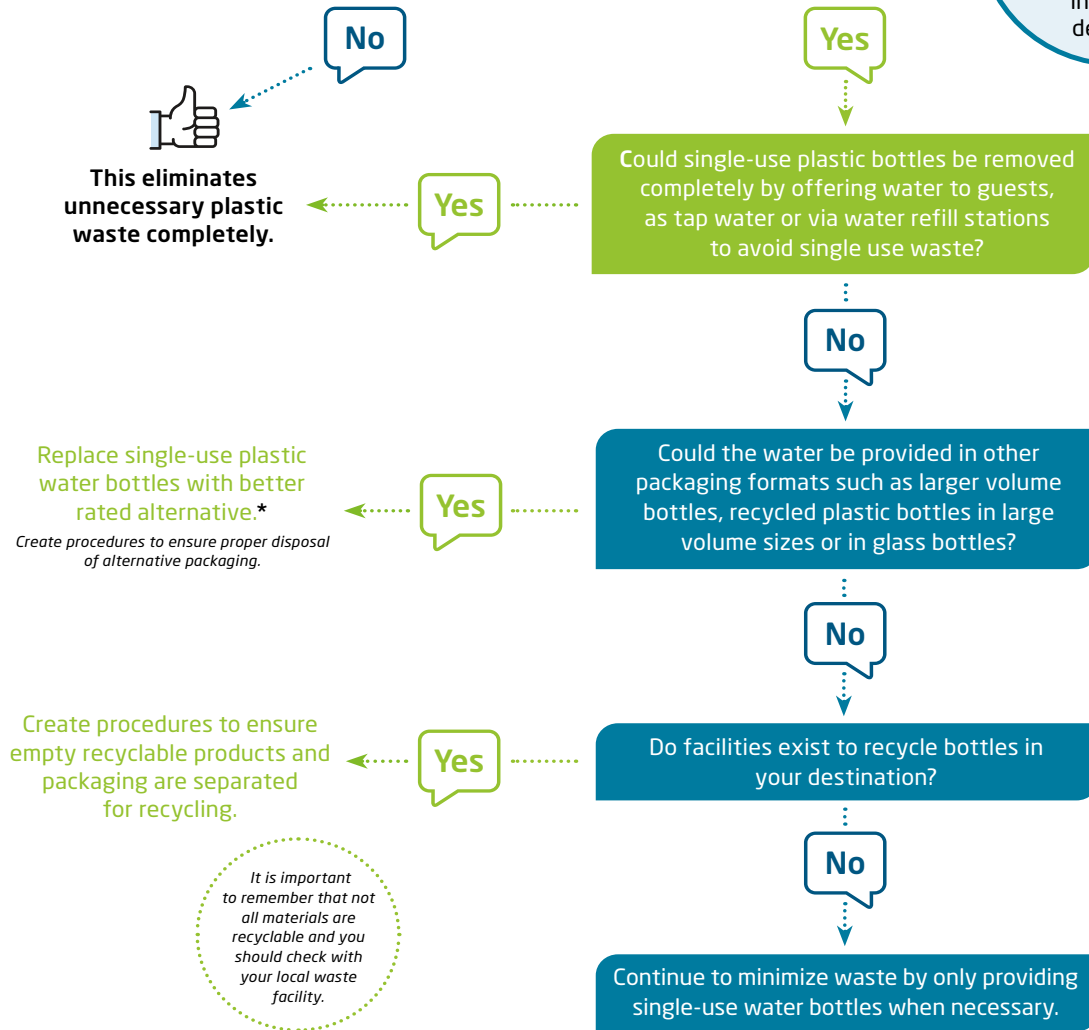 in
de
No
Yes
This eliminates
unnecessary plastic
waste completely.
Yes
Could single-use plastic bottles be removed
completely by offering water to guests,
as tap water or via water refill stations
to avoid single use waste?
No
Replace single-use plastic
water bottles with better
rated alternative.*
Create procedures to ensure proper disposal
of alternative packaging.
Yes
Could the water be provided in other
packaging formats such as larger volume
bottles, recycled plastic bottles in large
volume sizes or in glass bottles?
No
Create procedures to ensure
empty recyclable products and
packaging are separated
for recycling.
Yes
Do facilities exist to recycle bottles in
your destination?
No
It is important
to remember that not
all materials are
recyclable and you
should check with
your local waste
facility.
Continue to minimize waste by only providing
single-use water bottles when necessary.